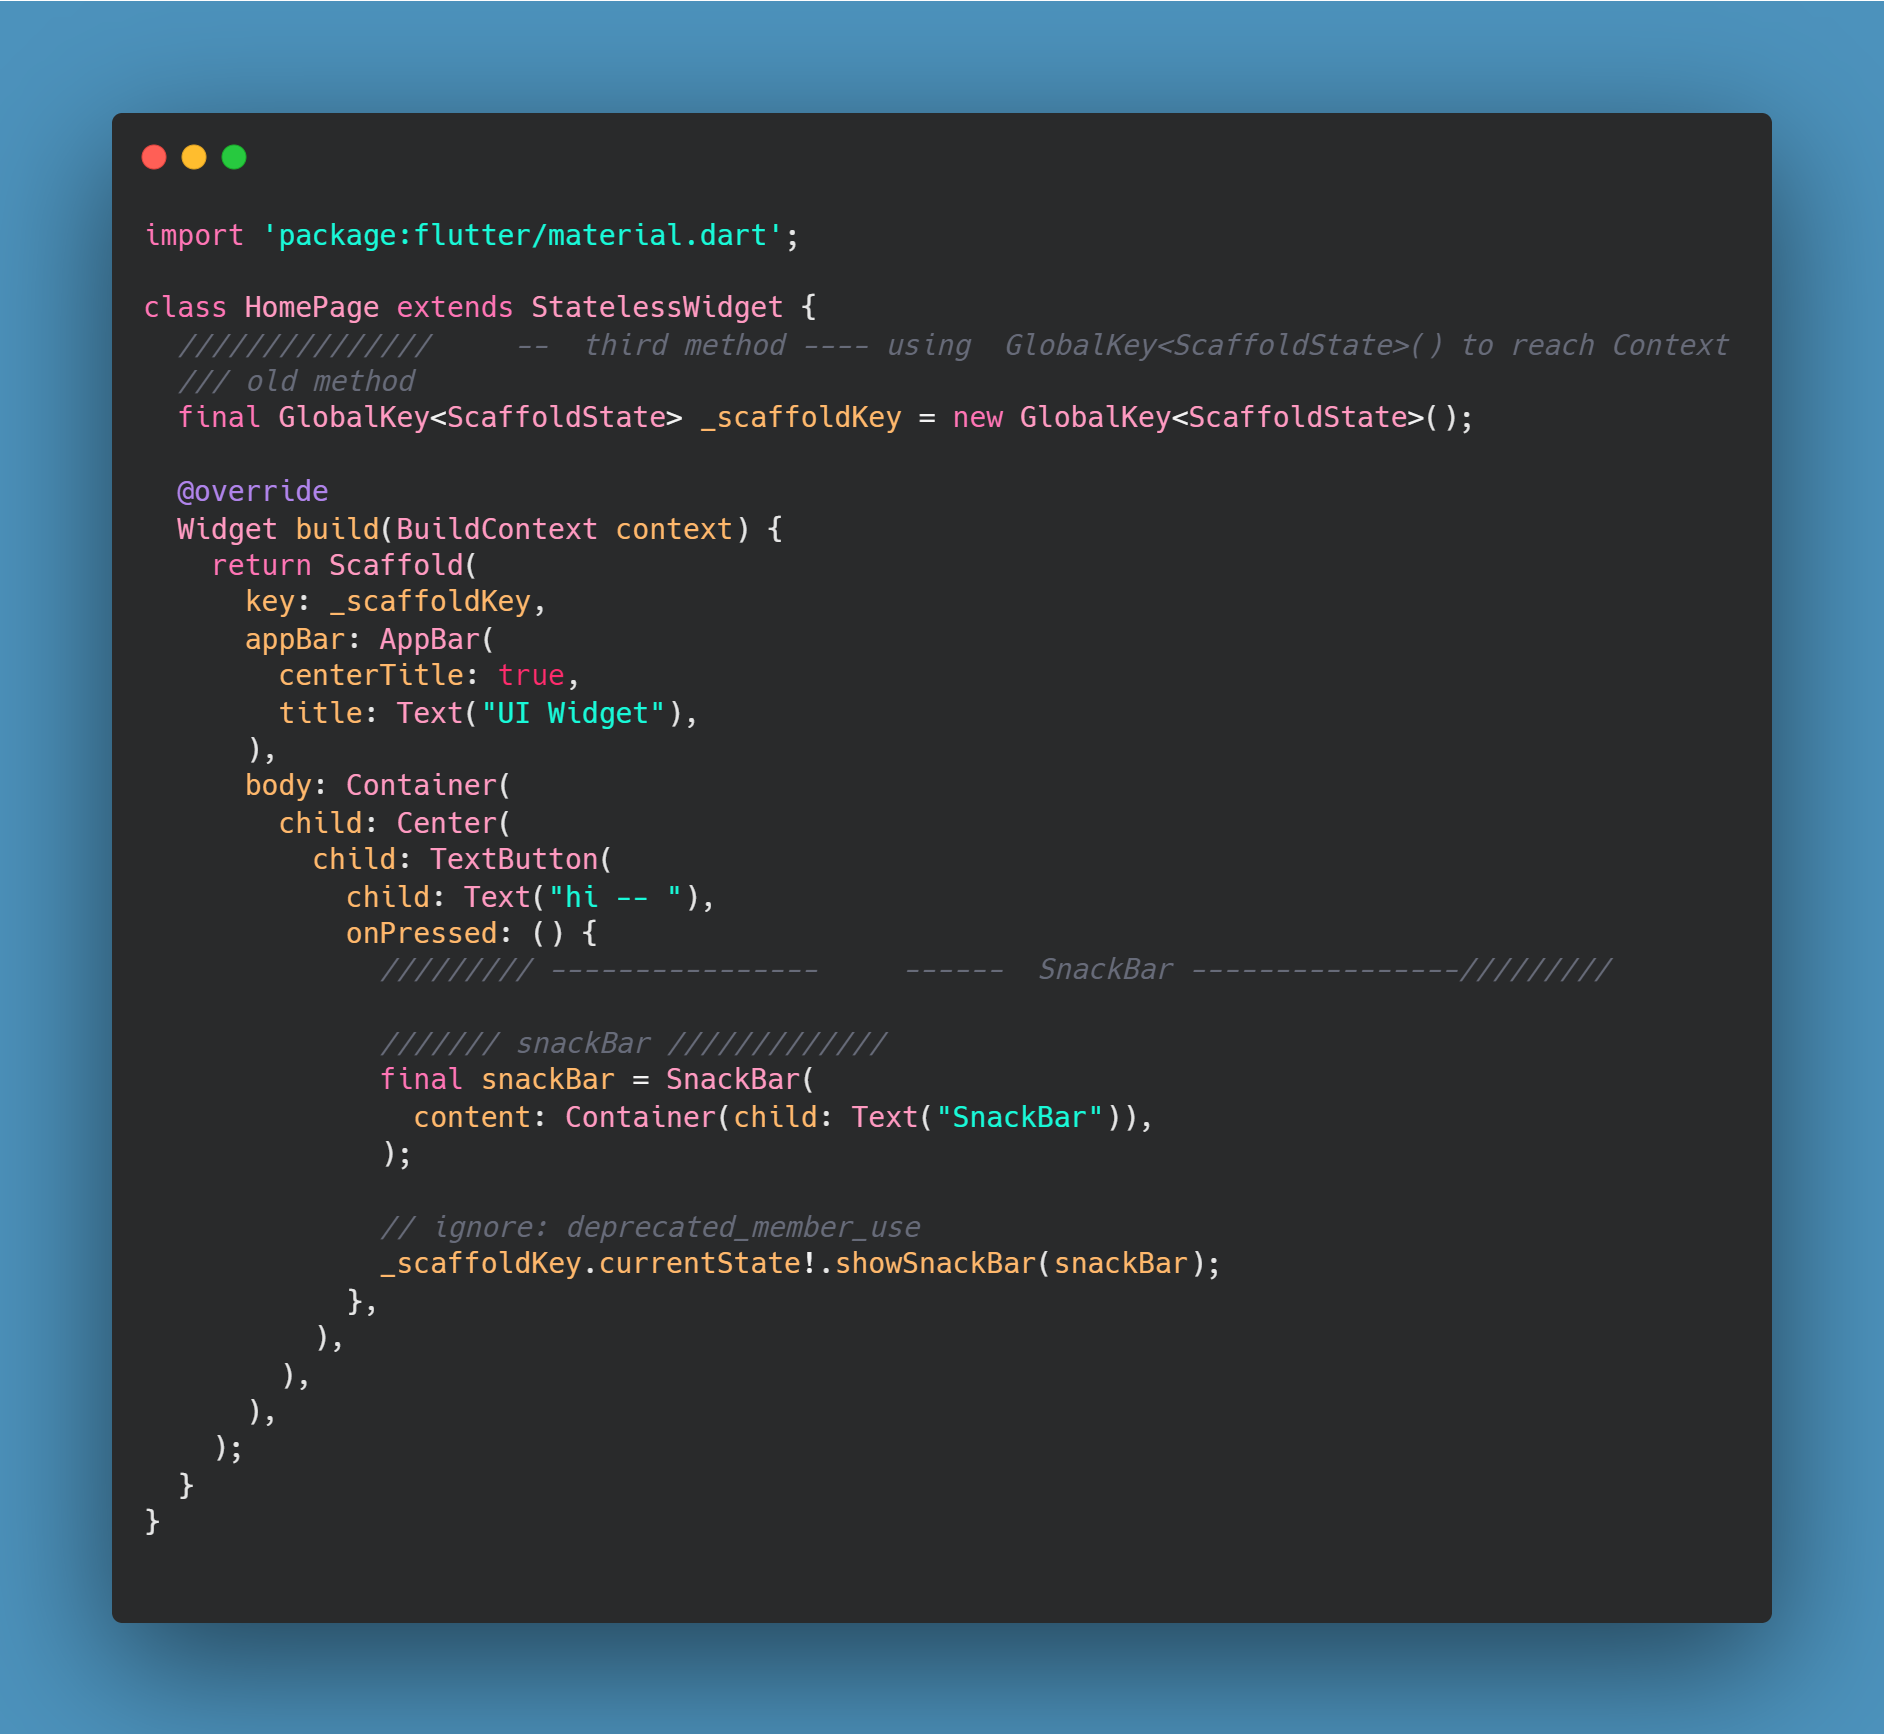 import 'package:flutter/material.dart';
class HomePage extends StatelessWidget {
  ///////////////     --  third method ---- using  GlobalKey<ScaffoldState>() to reach Context
  /// old method
  final GlobalKey<ScaffoldState> _scaffoldKey = new GlobalKey<ScaffoldState>();
  @override
  Widget build(BuildContext context) {
    return Scaffold(
      key: _scaffoldKey,
      appBar: AppBar(
        centerTitle: true,
        title: Text("UI Widget"),
      ),
      body: Container(
        child: Center(
          child: TextButton(
            child: Text("hi -- "),
            onPressed: () {
              ///////// ----------------     ------  SnackBar ----------------/////////
              /////// snackBar /////////////
              final snackBar = SnackBar(
                content: Container(child: Text("SnackBar")),
              );
              // ignore: deprecated_member_use
              _scaffoldKey.currentState!.showSnackBar(snackBar);
            },
          ),
        ),
      ),
    );
  }
}